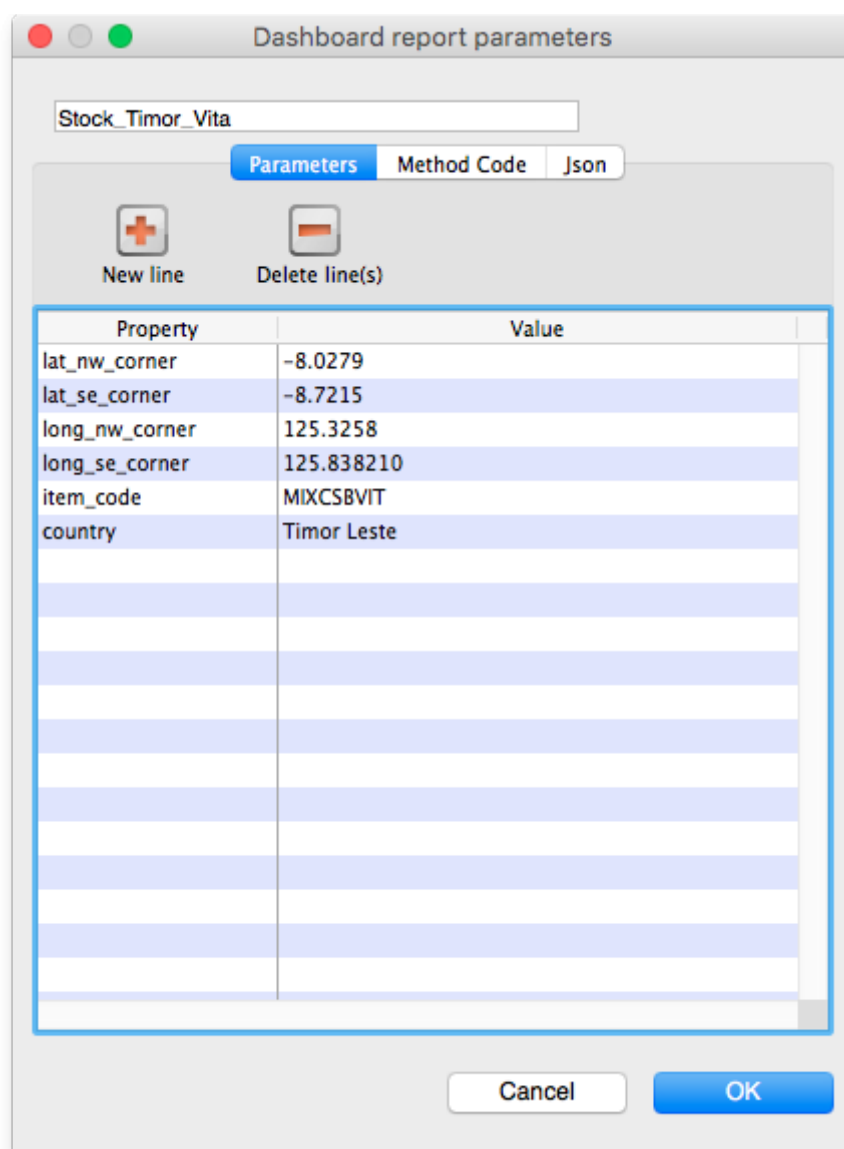 Dashboard report parameters
Stock_Timor_Vita
Parameters Method Code Json
New line Delete line(s)
Property Value
lat_nw_corner -8.0279
lat_se_corner -8.7215
long_nw_corner 125.3258
long_se_corner 125.838210
item_code MIXCSBVIT
country Timor Leste
Cancel OK